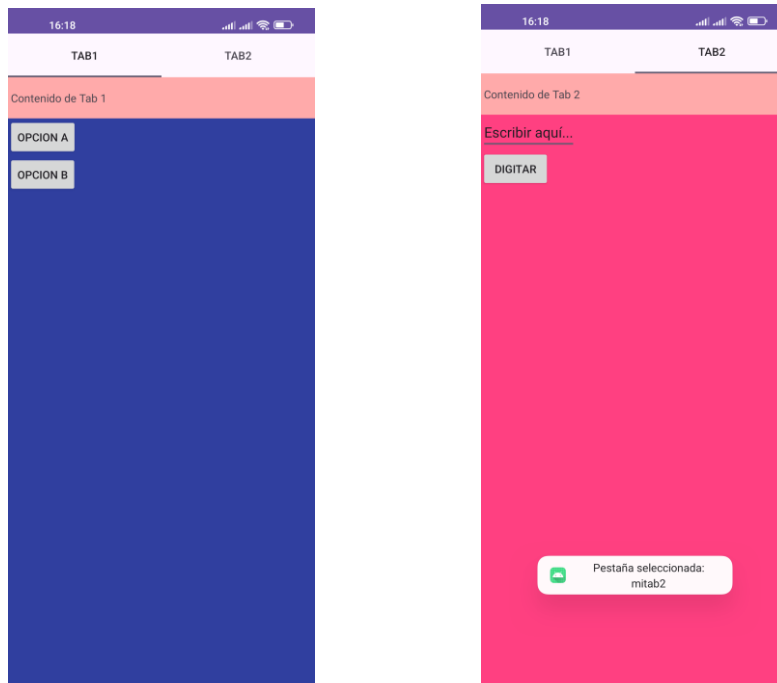 16:18
TAB1 TAB2
Contenido de Tab 1
OPCION A
OPCION B
16:18
TAB1 TAB2
Contenido de Tab 2
Escribir aquí...
DIGITAR
Pestaña seleccionada:
mitab2